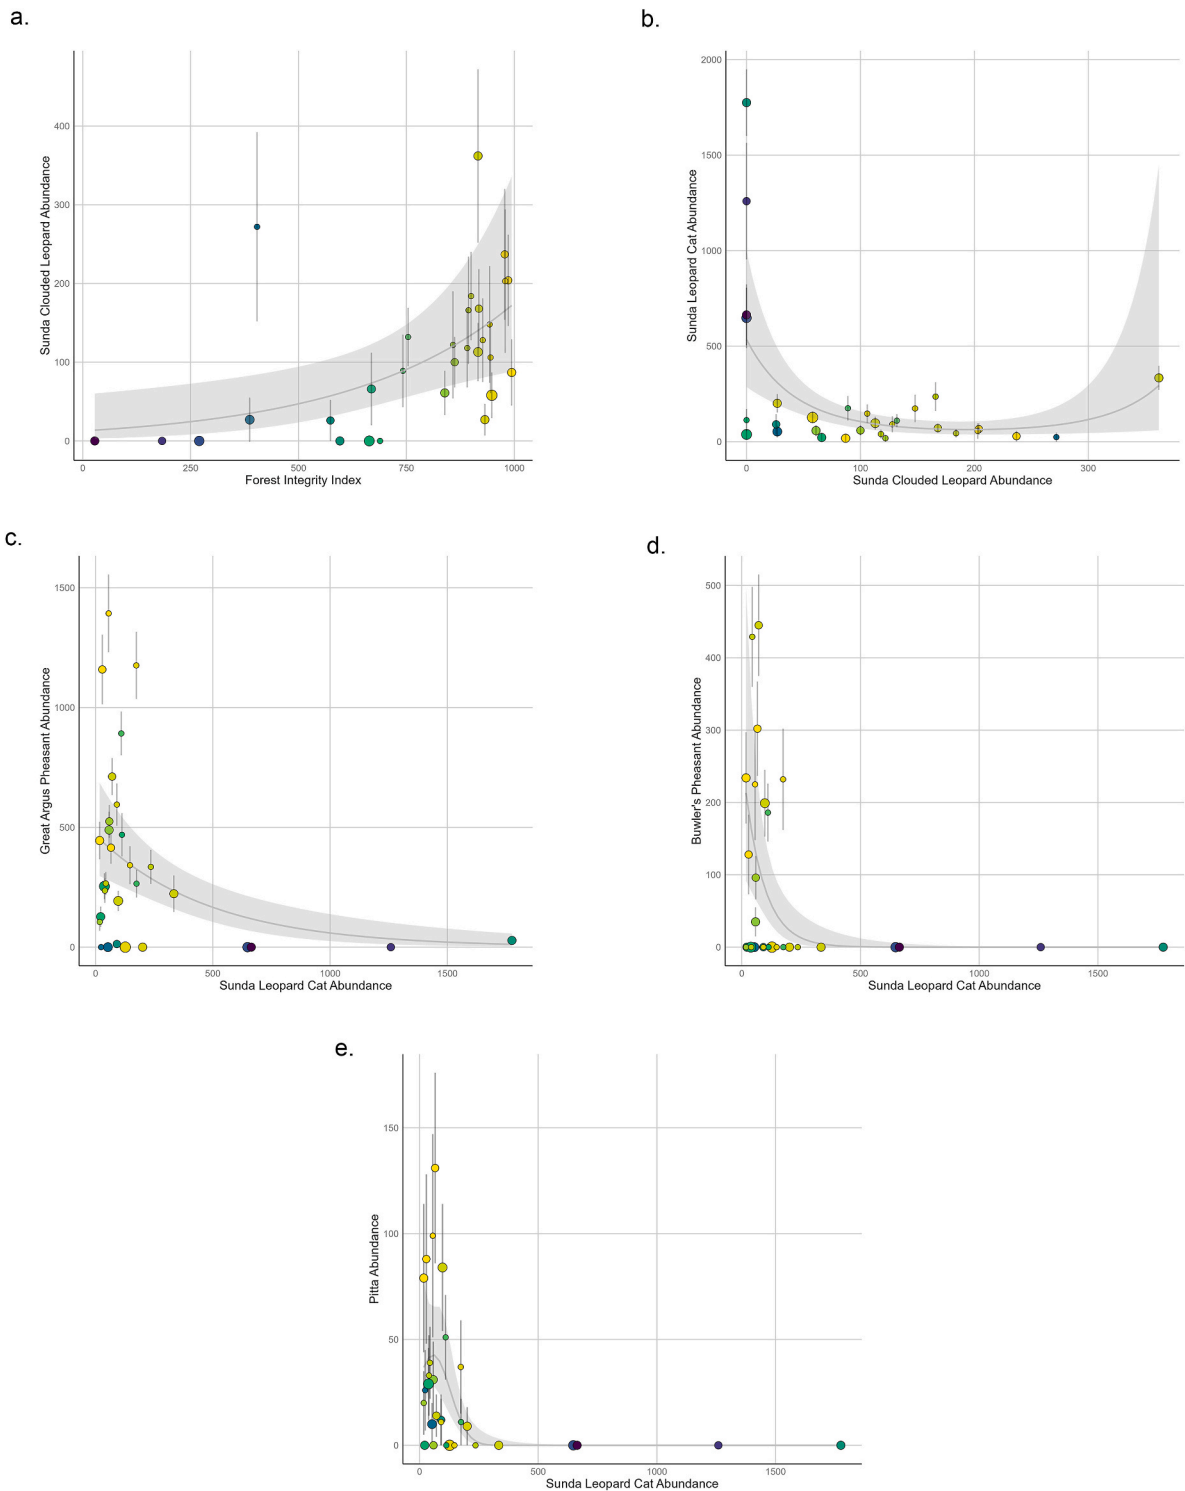 a.
Sunda Clouded Leopard Abundance
400
300
200
100
0
0 250 500 750 1000
Forest Integrity Index
b.
Sunda Leopard Cat Abundance
2000
1500
1000
500
0
0 100 200 300
Sunda Clouded Leopard Abundance
c.
Great Argus Pheasant Abundance
1500
1000
500
0
0 500 1000 1500
Sunda Leopard Cat Abundance
d.
Buwler's Pheasant Abundance
500
400
300
200
100
0
0 500 1000 1500
Sunda Leopard Cat Abundance
e.
Pitta Abundance
150
100
50
0
0 500 1000 1500
Sunda Leopard Cat Abundance